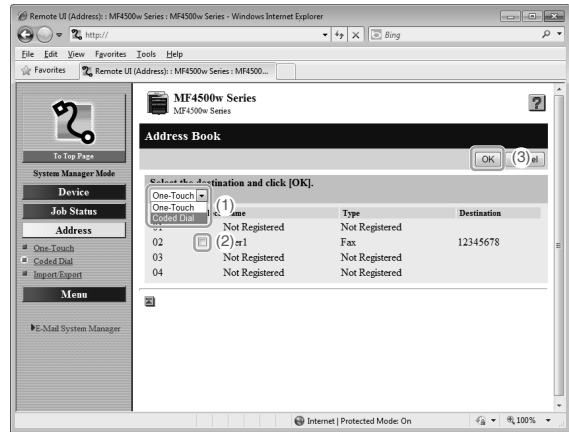 Remote UI (Address): : MF4500w Series : MF4500w Series - Windows Internet Explorer
http://
Bing
File Edit View Favorites Tools Help
Favorites Remote UI (Address): : MF4500w Series : MF4500...
MF4500w Series
MF4500w Series
To Top Page
System Manager Mode
Device
Job Status
Address
One-Touch
Coded Dial
Import/Export
Menu
E-Mail System Manager
Address Book
OK (3) el
Select the destination and click [OK].
One-Touch
One-Touch (1)
Coded Dial
Name Type Destination
01 Not Registered Not Registered
02 (2) er1 Fax 12345678
03 Not Registered Not Registered
04 Not Registered Not Registered
Internet | Protected Mode: On 100%